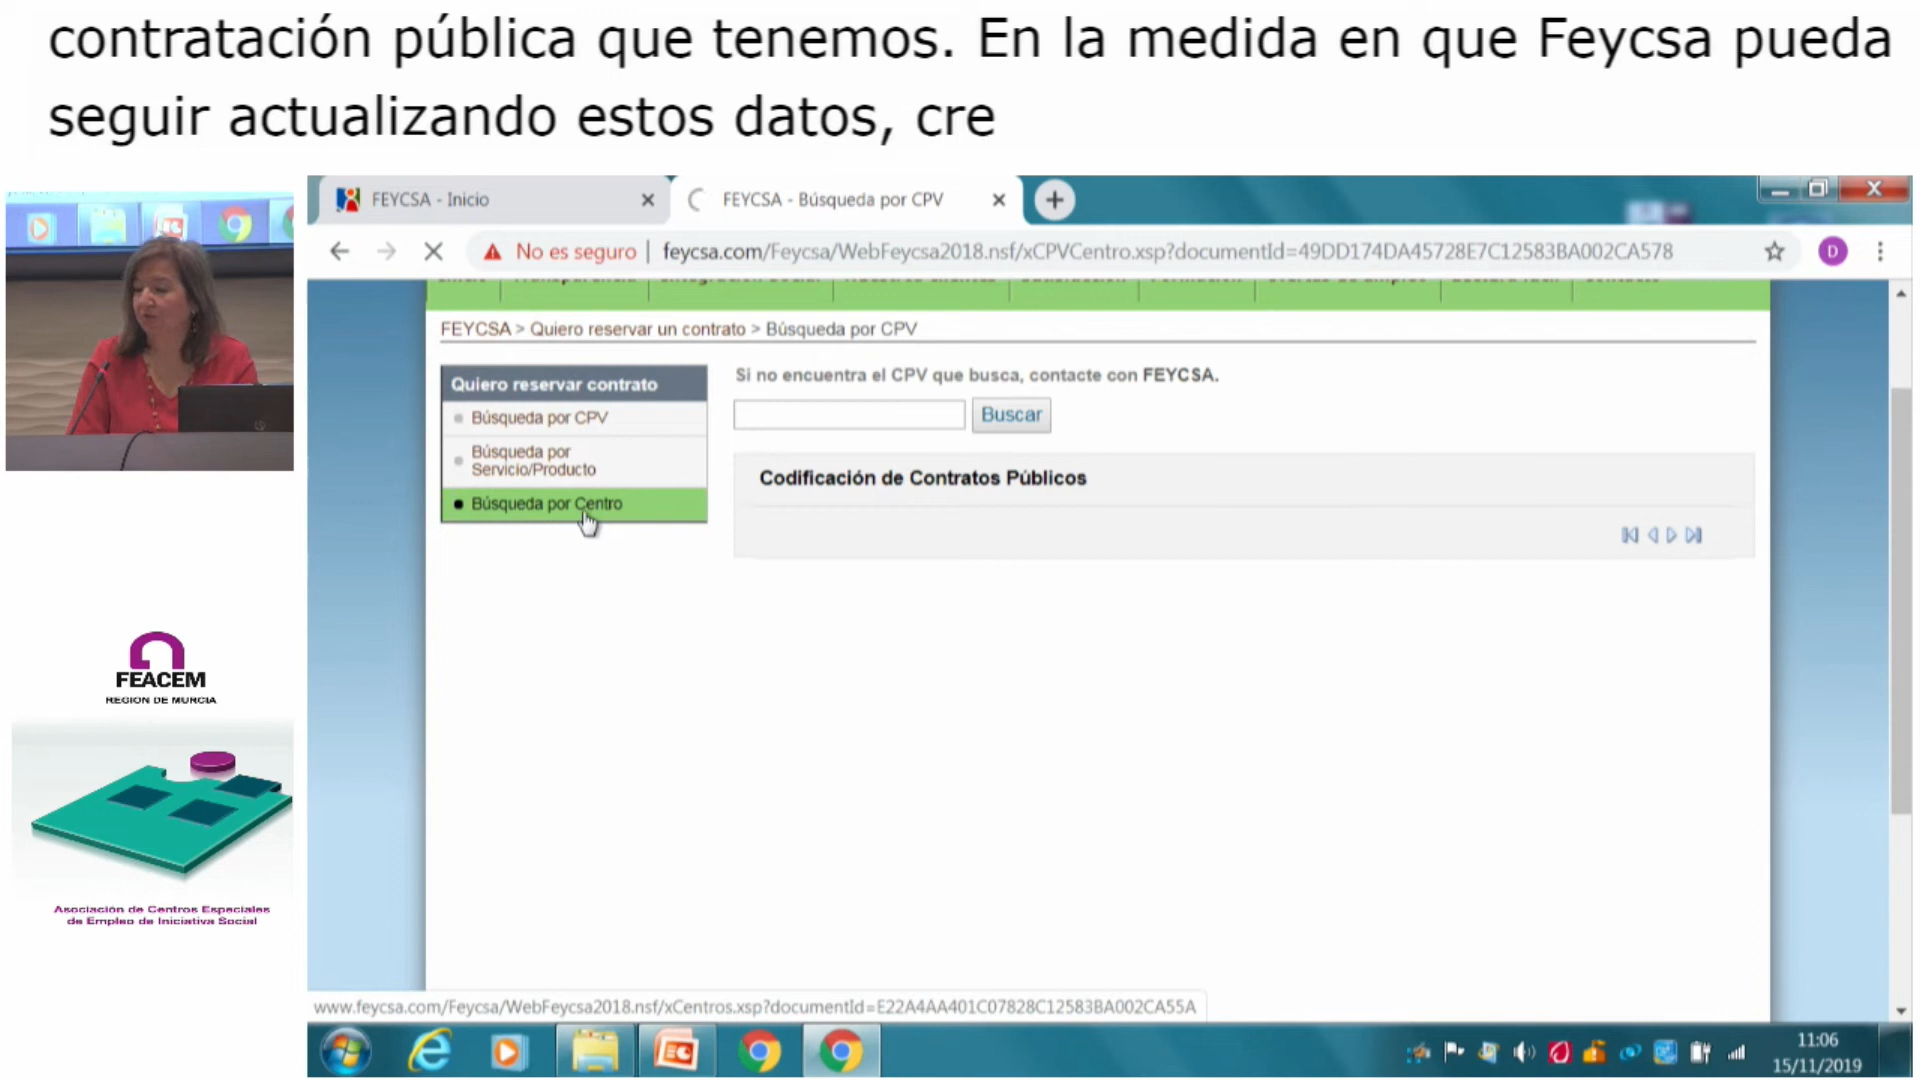 contratación pública que tenemos. En la medida en que Feycsa pueda
seguir actualizando estos datos, cre
FEYCSA - Inicio
FEYCSA - Búsqueda por CPV
No es seguro | feycsa.com/Feycsa/WebFeycsa2018.nsf/xCPVCentro.xsp?documentId=49DD174DA45728E7C12583BA002CA578
D
FEYCSA > Quiero reservar un contrato > Búsqueda por CPV
Quiero reservar contrato
Búsqueda por CPV
Búsqueda por
Servicio/Producto
Búsqueda por Centro
Si no encuentra el CPV que busca, contacte con FEYCSA.
Buscar
Codificación de Contratos Públicos
FEACEM
REGION DE MURCIA
Asociación de Centros Especiales
de Empleo de Iniciativa Social
www.feycsa.com/Feycsa/WebFeycsa2018.nsf/xCentros.xsp?documentId=E22A4AA401C07828C12583BA002CA55A
11:06
15/11/2019